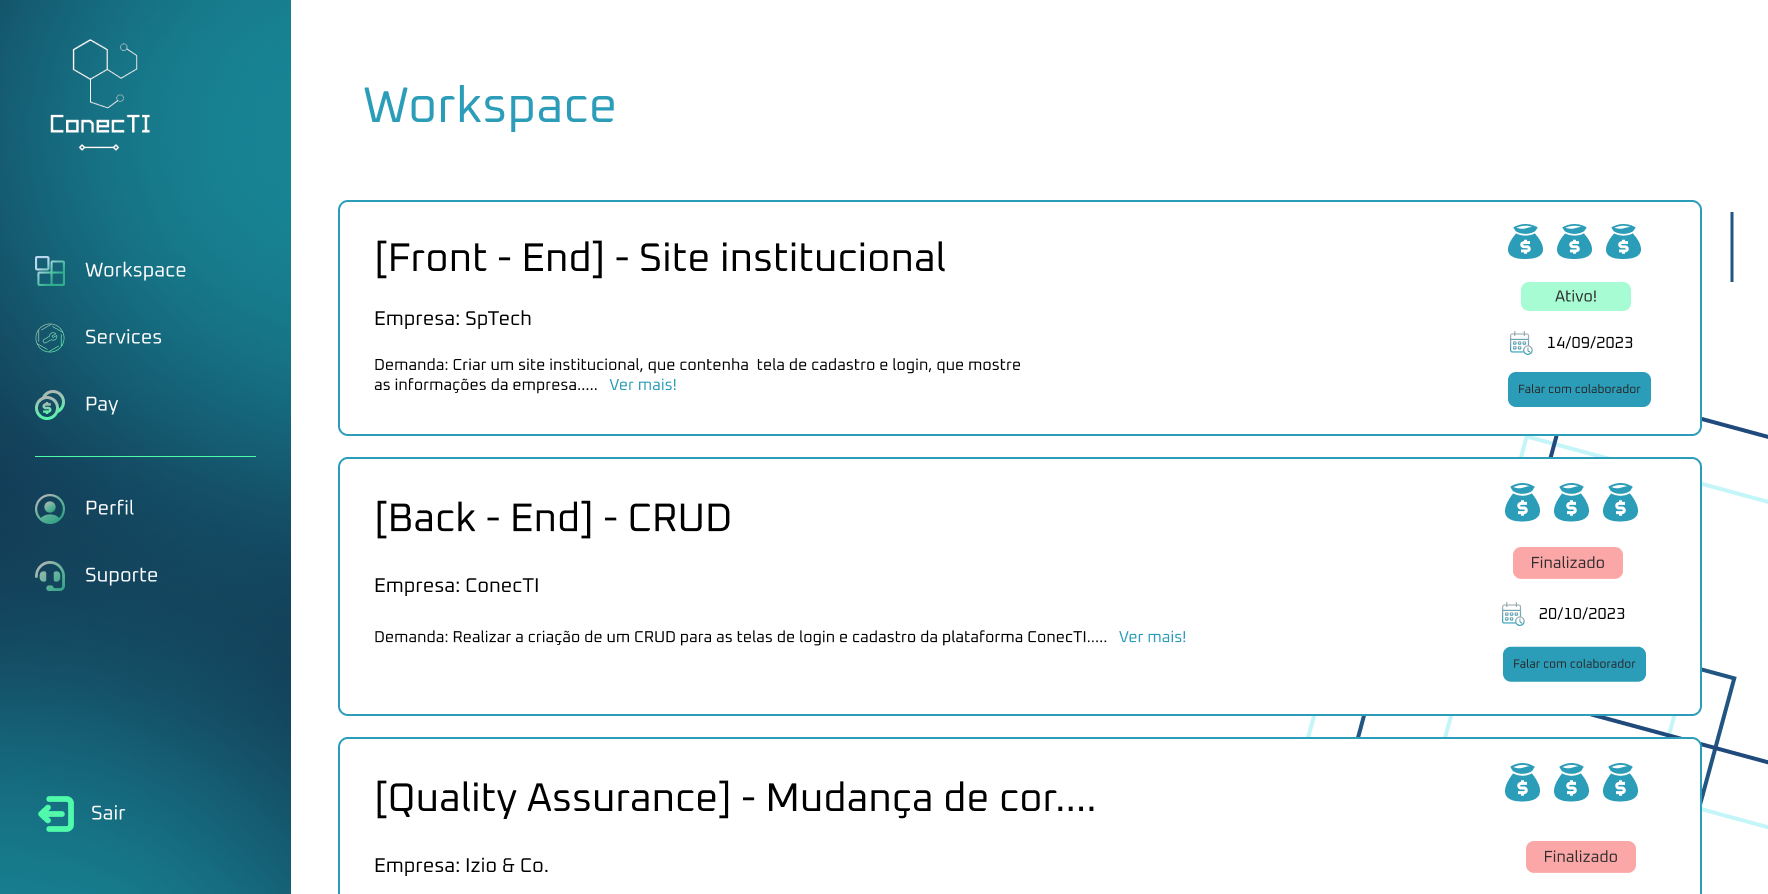 ConecTI
Workspace
Services
Pay
Perfil
Suporte
Sair
Workspace
[Front - End] - Site institucional
Empresa: SpTech
Demanda: Criar um site institucional, que contenha  tela de cadastro e login, que mostre
as informações da empresa..... Ver mais!
Ativo!
14/09/2023
Falar com colaborador
[Back - End] - CRUD
Empresa: ConecTI
Demanda: Realizar a criação de um CRUD para as telas de login e cadastro da plataforma ConecTI..... Ver mais!
Finalizado
20/10/2023
Falar com colaborador
[Quality Assurance] - Mudança de cor....
Empresa: Izio & Co.
Finalizado